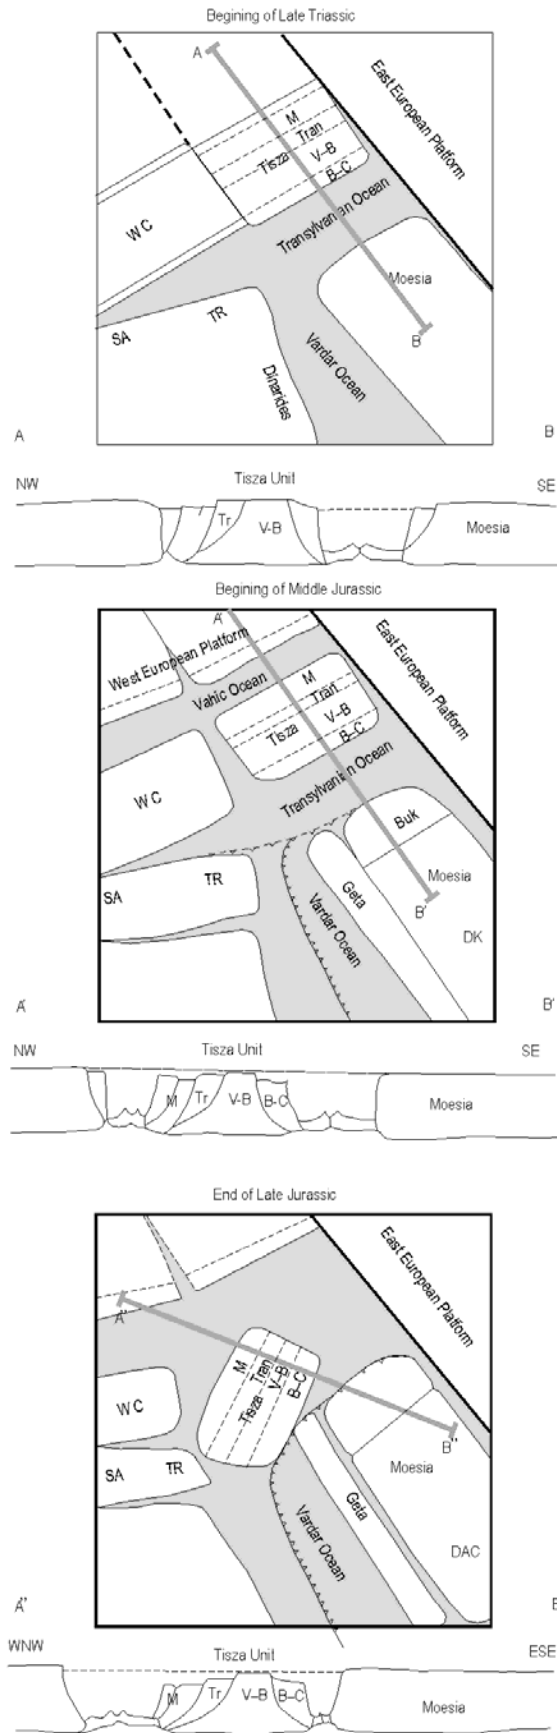 Begining of Late Triassic
A
East European Platform
M
Tran
Tisza
V-B
B-C
WC
Transylvanian Ocean
Moesia
SA
TR
B
Dinarides
Vardar Ocean
A
B
NW
Tisza Unit
SE
Tr
V-B
Moesia
Begining of Middle Jurassic
A'
East European Platform
West European Platform
Vahic Ocean
M
Tran
Tisza
V-B
B-C
WC
Transylvanian Ocean
Buk
Moesia
SA
TR
Geta
B'
Vardar Ocean
DK
A'
B'
NW
Tisza Unit
SE
M
Tr
V-B
B-C
Moesia
End of Late Jurassic
East European Platform
A''
M
Tran
V-B
B-C
Tisza
WC
B''
SA
TR
Moesia
Geta
Vardar Ocean
DAC
A''
WNW
Tisza Unit
ESE
M
Tr
V-B
B-C
Moesia